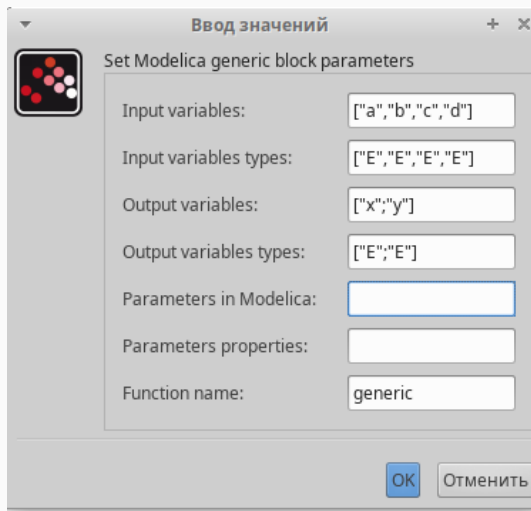 Ввод значений
Set Modelica generic block parameters
Input variables: ["a","b","c","d"]
Input variables types: ["E","E","E","E"]
Output variables: ["x";"y"]
Output variables types: ["E";"E"]
Parameters in Modelica:
Parameters properties:
Function name: generic
OK Отменить